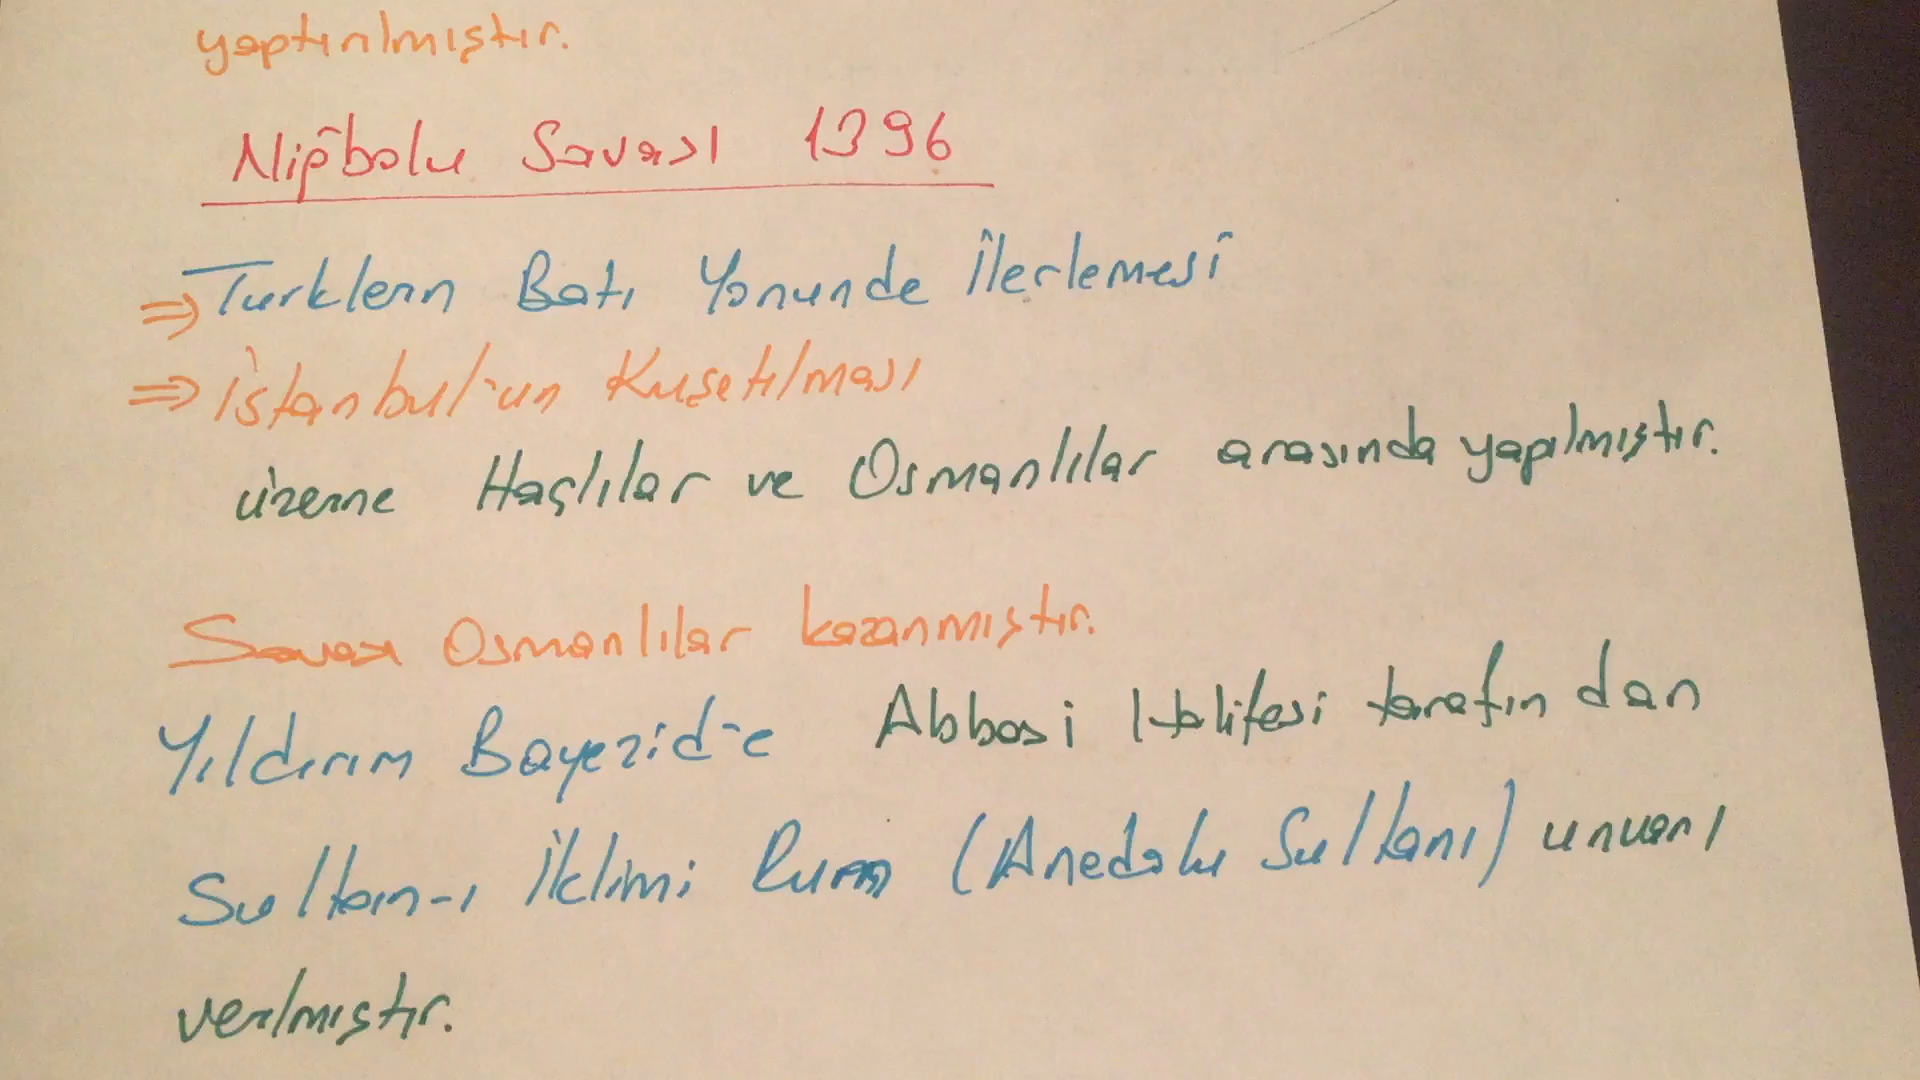 yaptırılmıştır.
Niğbolu Savaşı 1396
⇒ Türklerin Batı Yönünde İlerlemesi
⇒ İstanbul'un Kuşatılması
üzerine Haçlılar ve Osmanlılar arasında yapılmıştır.
Savaşı Osmanlılar kazanmıştır.
Yıldırım Bayezid'e Abbasi Halifesi tarafından
Sultan-ı İklimi Rum (Anadolu Sultanı) unvanı
verilmiştir.